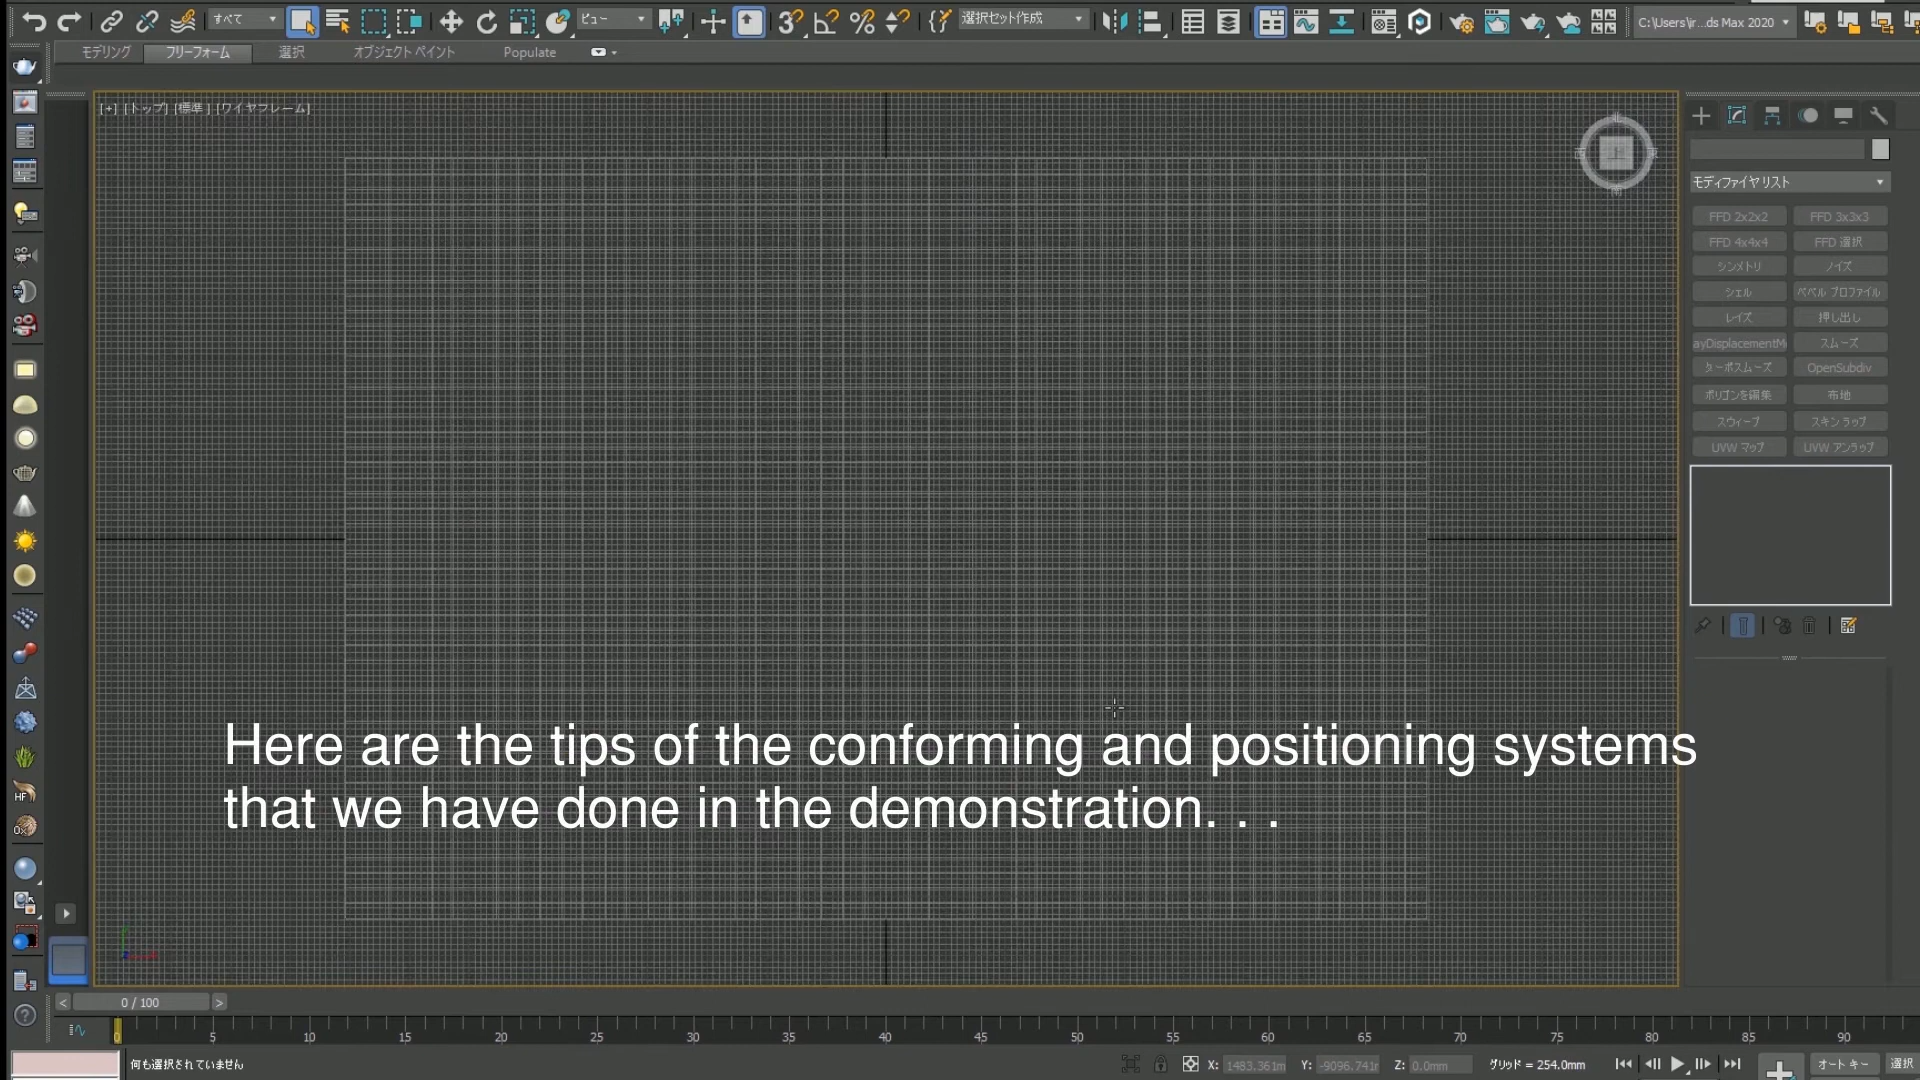 すべて
ビュー
選択セット作成
C:\Users\ir...ds Max 2020
モデリング
フリーフォーム
選択
オブジェクト ペイント
Populate
[+] [トップ] [標準] [ワイヤフレーム]
モディファイヤ リスト
FFD 2x2x2
FFD 3x3x3
FFD 4x4x4
FFD 選択
シンメトリ
ノイズ
シェル
ベベル プロファイル
レイズ
押し出し
ayDisplacementM
スムーズ
ターボスムーズ
OpenSubdiv
ポリゴンを編集
布地
スウィープ
スキン ラップ
UVW マップ
UVW アンラップ
Here are the tips of the conforming and positioning systems
that we have done in the demonstration. . .
< 0 / 100 >
0 5 10 15 20 25 30 35 40 45 50 55 60 65 70 75 80 85 90
何も選択されていません
X: 1483.361m
Y: -9096.741m
Z: 0.0mm
グリッド = 254.0mm
オート キー
選択